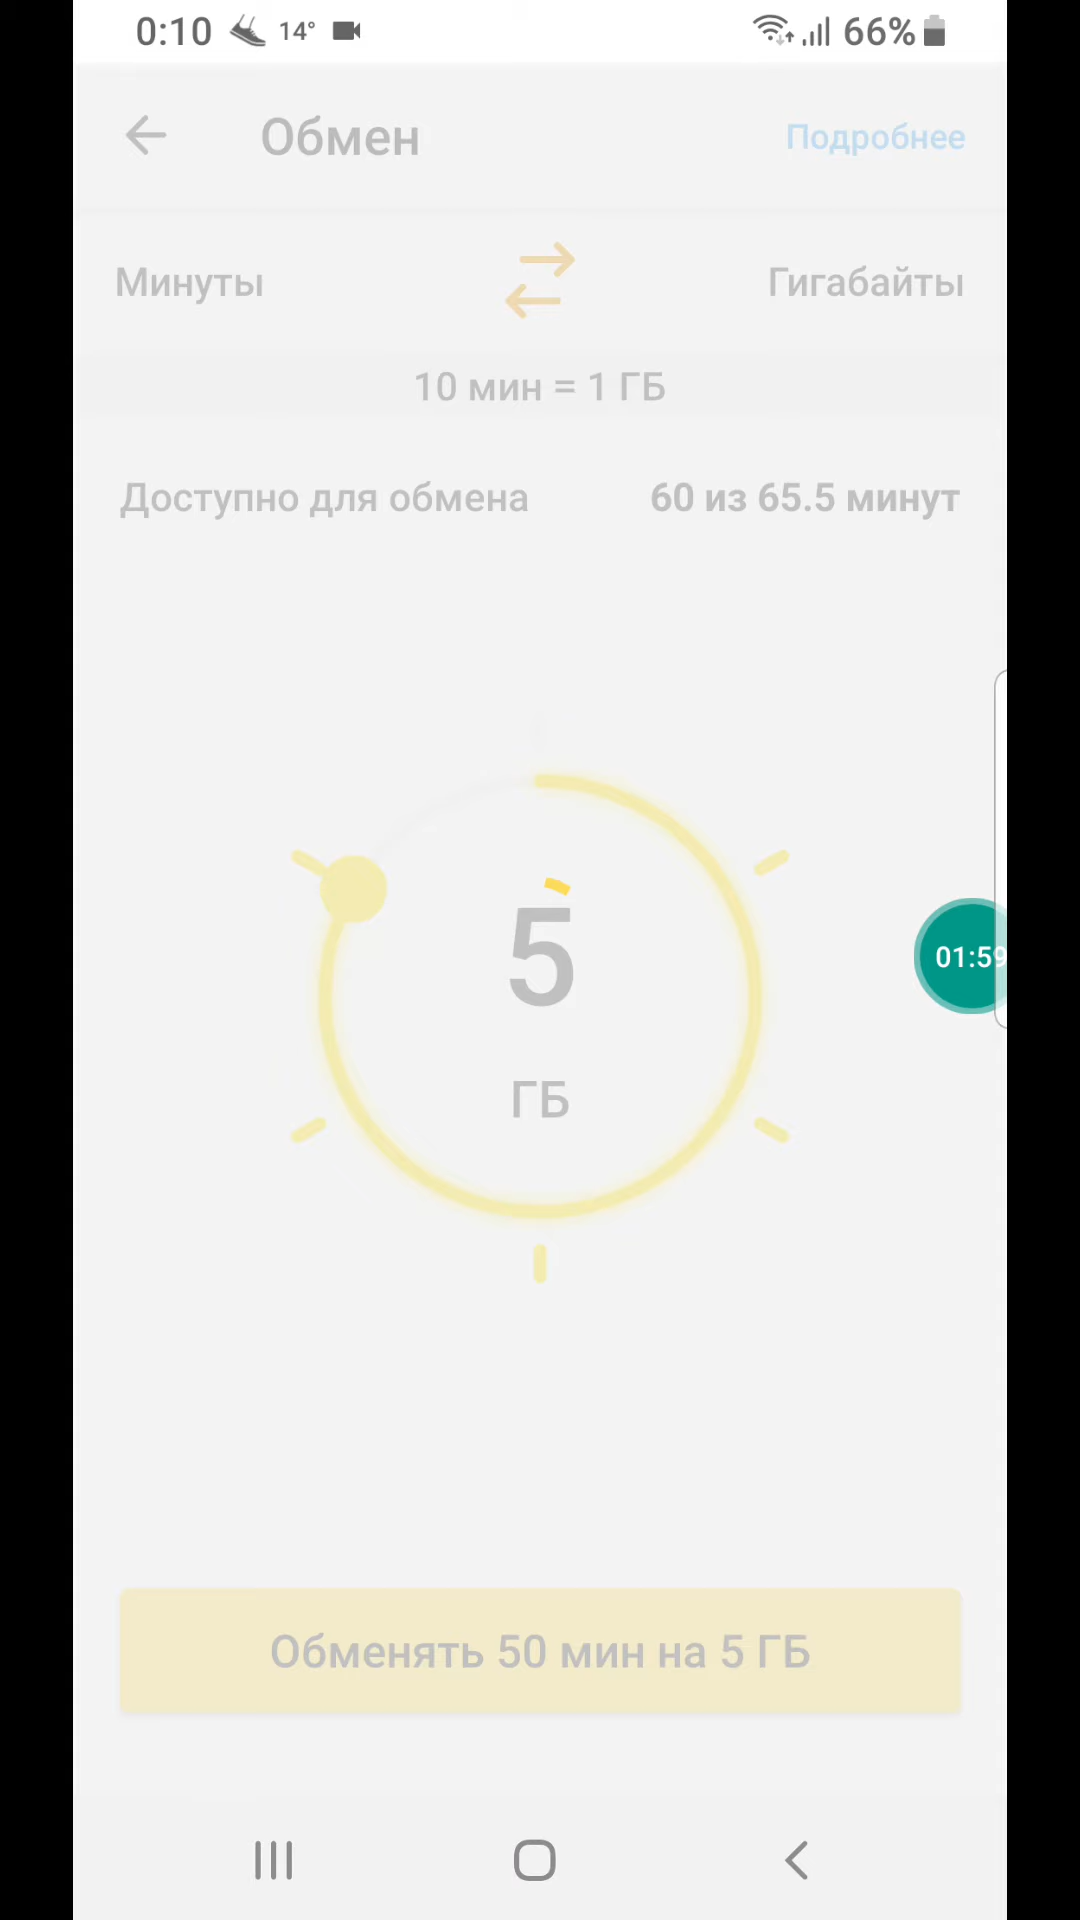 0:10 14° 66%
Обмен Подробнее
Минуты Гигабайты
10 мин = 1 ГБ
Доступно для обмена 60 из 65.5 минут
5
ГБ
01:59
Обменять 50 мин на 5 ГБ